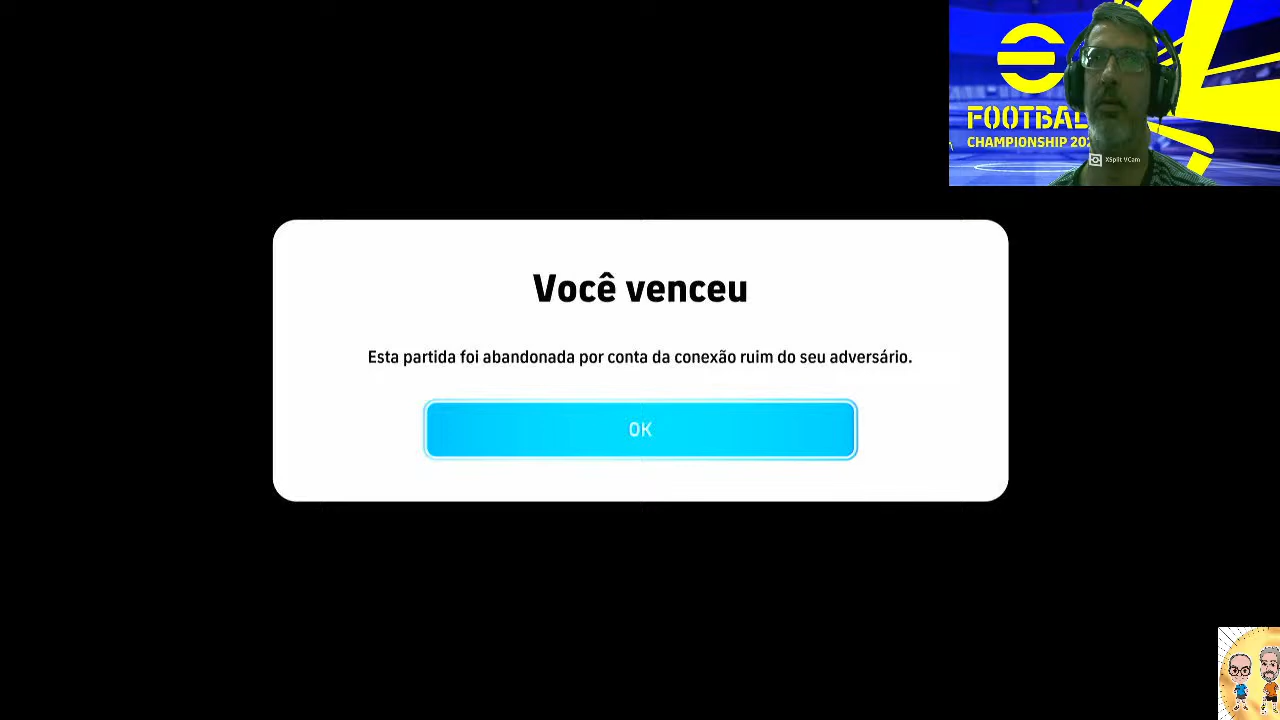 FOOTBAL
CHAMPIONSHIP 202
XSplit VCam
Você venceu
Esta partida foi abandonada por conta da conexão ruim do seu adversário.
OK